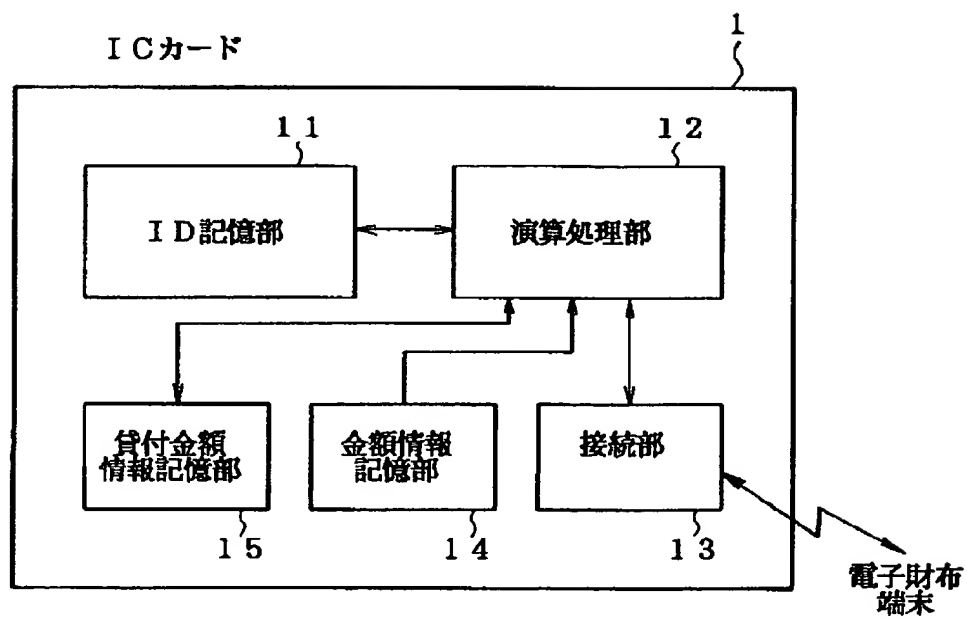 1
ＩＣカード
11
12
ＩＤ記憶部
演算処理部
貸付金額
情報記憶部
金額情報
記憶部
接続部
15
14
13
電子財布
端末